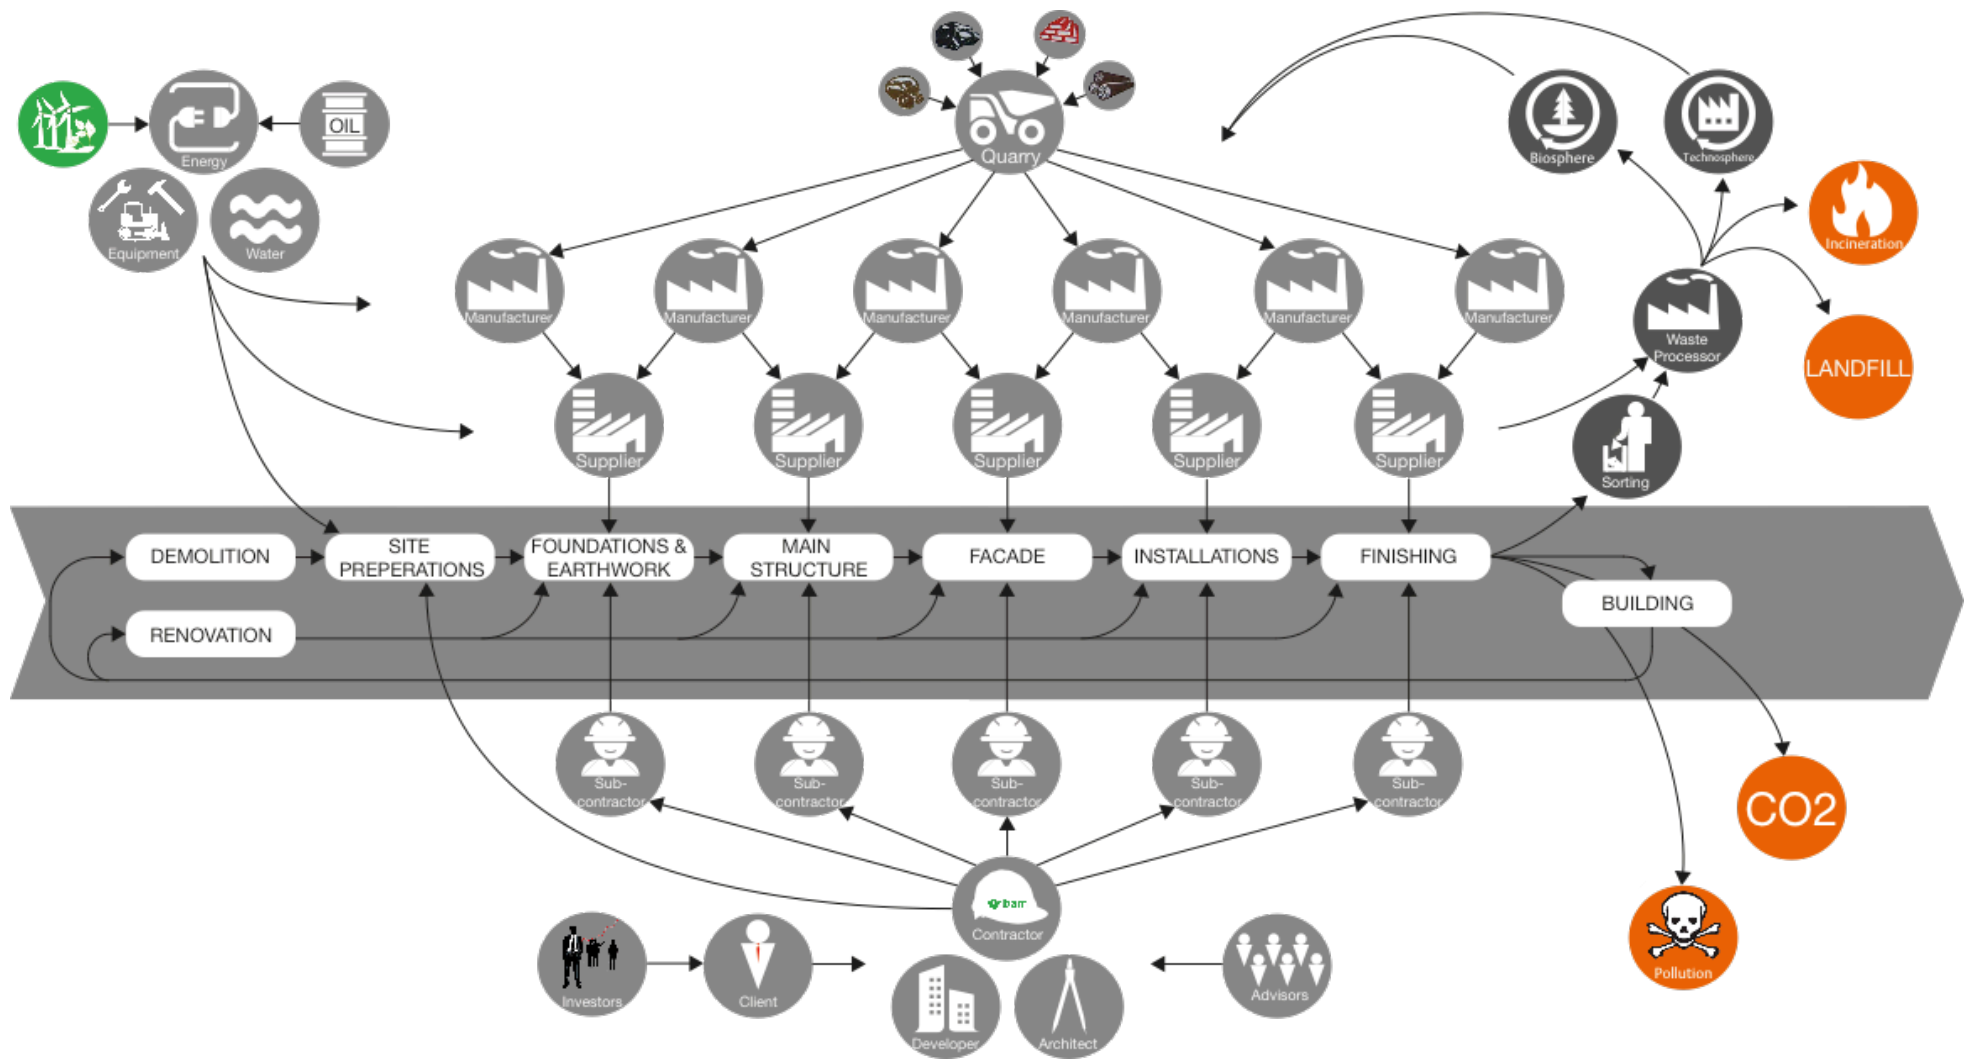 OIL
Energy
Quarry
Biosphere
Technosphere
Equipment
Water
Incineration
Manufacturer
Manufacturer
Manufacturer
Manufacturer
Manufacturer
Manufacturer
Waste
Processor
LANDFILL
Supplier
Supplier
Supplier
Supplier
Supplier
Sorting
DEMOLITION
SITE
PREPERATIONS
FOUNDATIONS &
EARTHWORK
MAIN
STRUCTURE
FACADE
INSTALLATIONS
FINISHING
BUILDING
RENOVATION
Sub-
contractor
Sub-
contractor
Sub-
contractor
Sub-
contractor
Sub-
contractor
CO2
Contractor
Pollution
Investors
Client
Advisors
Developer
Architect